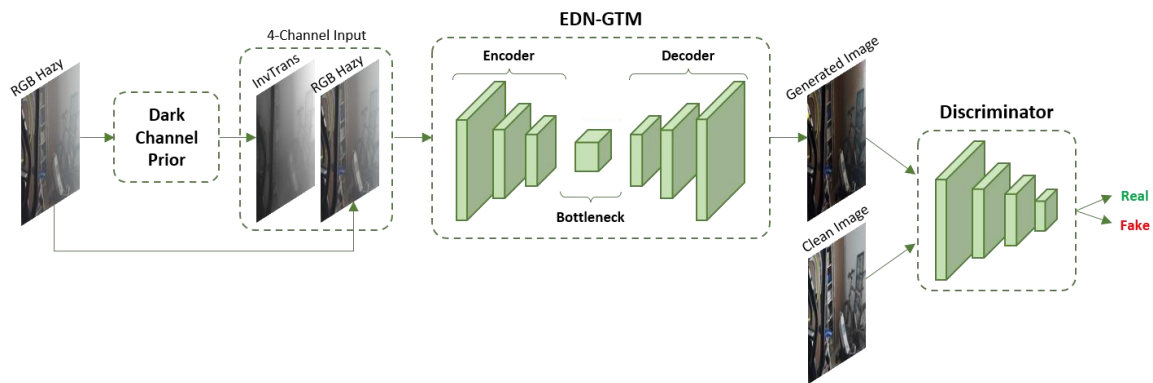 EDN-GTM
4-Channel Input
RGB Hazy
Dark
Channel
Prior
InvTrans
RGB Hazy
Encoder
Decoder
Bottleneck
Generated Image
Clean Image
Discriminator
Real
Fake